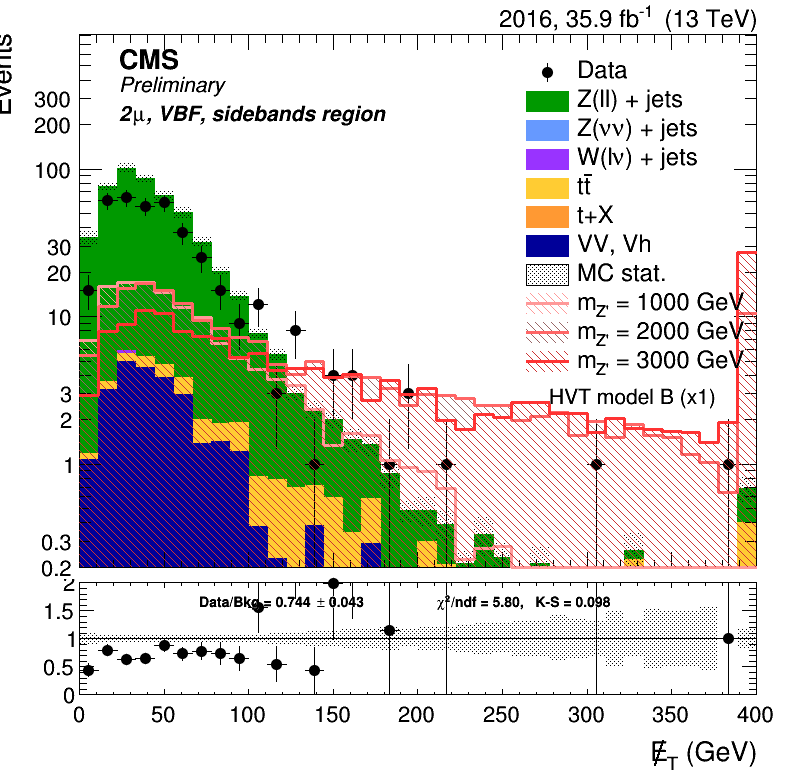 2016, 35.9 fb⁻¹ (13 TeV)
Events
CMS
Preliminary
2μ, VBF, sidebands region
Data
Z(ll) + jets
Z(νν) + jets
W(lν) + jets
tt̄
t+X
VV, Vh
MC stat.
m_Z' = 1000 GeV
m_Z' = 2000 GeV
m_Z' = 3000 GeV
HVT model B (x1)
300
200
100
30
20
10
3
2
1
0.3
0.2
Data/Bkg = 0.744 ± 0.043 χ²/ndf = 5.80, K-S = 0.098
2
1.5
1
0.5
0
0 50 100 150 200 250 300 350 400
E̸_T (GeV)